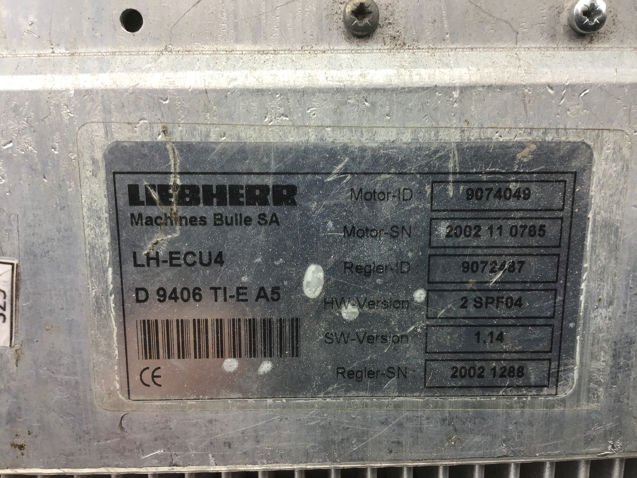 LIEBHERR
Machines Bulle SA
LH-ECU4
D 9406 TI-E A5
CE
Motor-ID 9074049
Motor-SN 2002 11 0785
Regler-ID 9072487
HW-Version 2 SPF04
SW-Version 1.14
Regler-SN 2002 1288